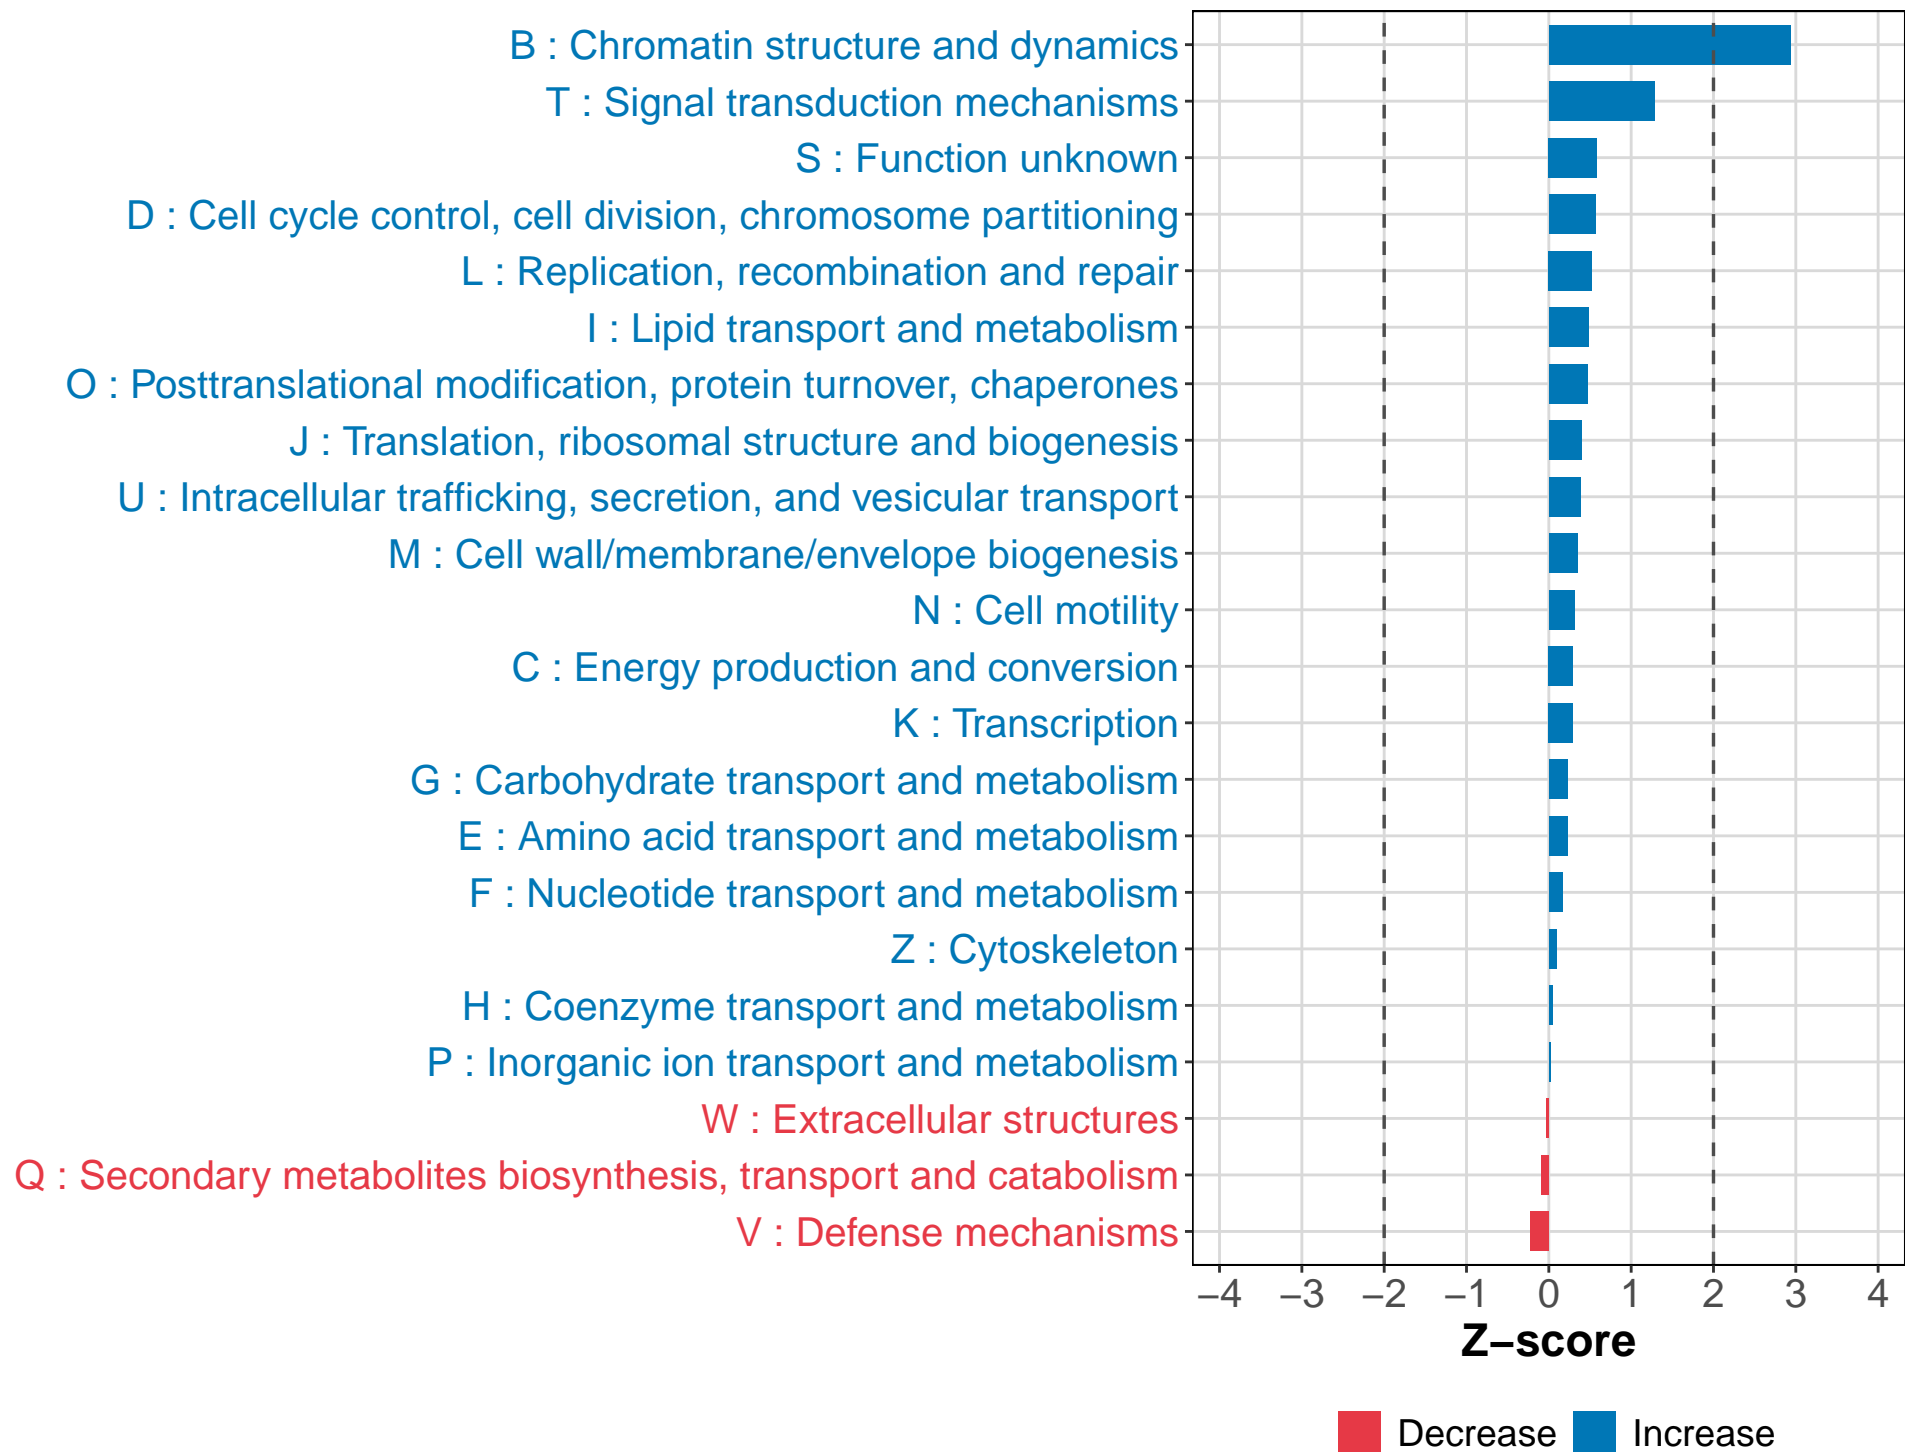 B : Chromatin structure and dynamics
T : Signal transduction mechanisms
S : Function unknown
D : Cell cycle control, cell division, chromosome partitioning
L : Replication, recombination and repair
I : Lipid transport and metabolism
O : Posttranslational modification, protein turnover, chaperones
J : Translation, ribosomal structure and biogenesis
U : Intracellular trafficking, secretion, and vesicular transport
M : Cell wall/membrane/envelope biogenesis
N : Cell motility
C : Energy production and conversion
K : Transcription
G : Carbohydrate transport and metabolism
E : Amino acid transport and metabolism
F : Nucleotide transport and metabolism
Z : Cytoskeleton
H : Coenzyme transport and metabolism
P : Inorganic ion transport and metabolism
W : Extracellular structures
Q : Secondary metabolites biosynthesis, transport and catabolism
V : Defense mechanisms
−4 −3 −2 −1 0 1 2 3 4
Z−score
Decrease Increase